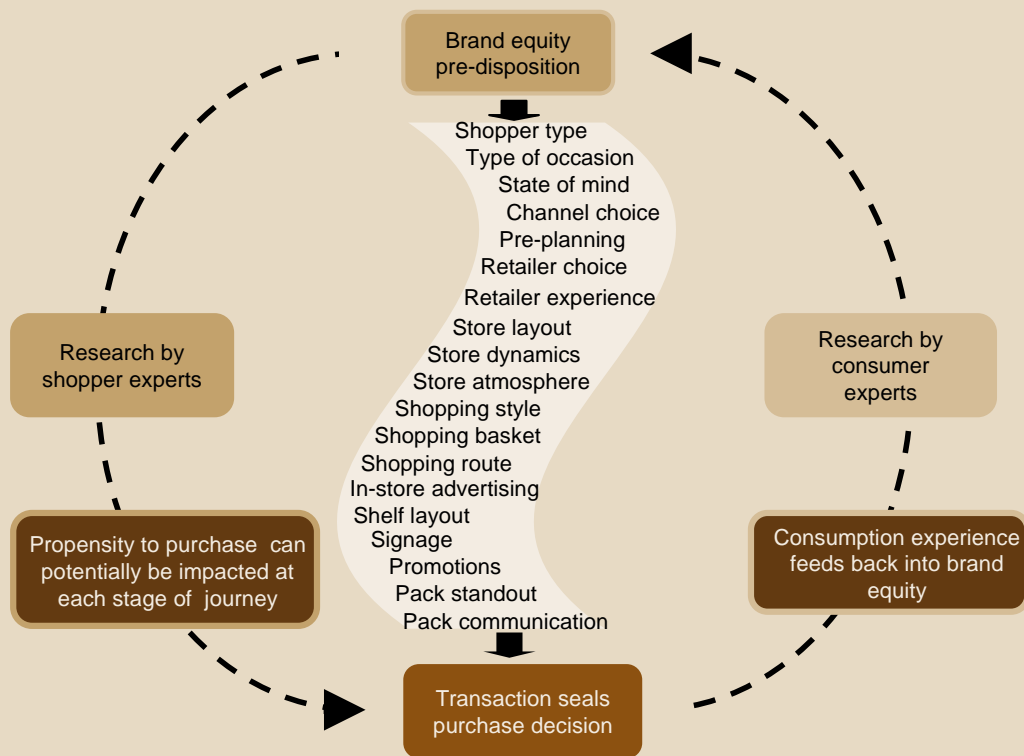 Brand equity
pre-disposition
Shopper type
Type of occasion
State of mind
Channel choice
Pre-planning
Retailer choice
Retailer experience
Store layout
Store dynamics
Store atmosphere
Shopping style
Shopping basket
Shopping route
In-store advertising
Shelf layout
Signage
Promotions
Pack standout
Pack communication
Transaction seals
purchase decision
Research by
shopper experts
Propensity to purchase can
potentially be impacted at
each stage of journey
Research by
consumer
experts
Consumption experience
feeds back into brand
equity